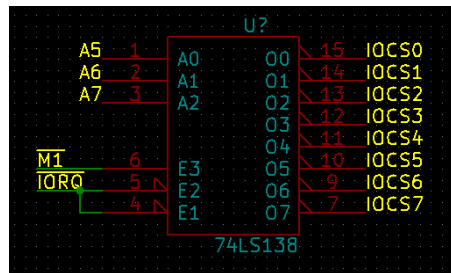 U?
A5 1 A0 O0 15 IOCS0
A6 2 A1 O1 14 IOCS1
A7 3 A2 O2 13 IOCS2
O3 12 IOCS3
O4 11 IOCS4
M1 6 E3 O5 10 IOCS5
IORQ 5 E2 O6 9 IOCS6
4 E1 O7 7 IOCS7
74LS138